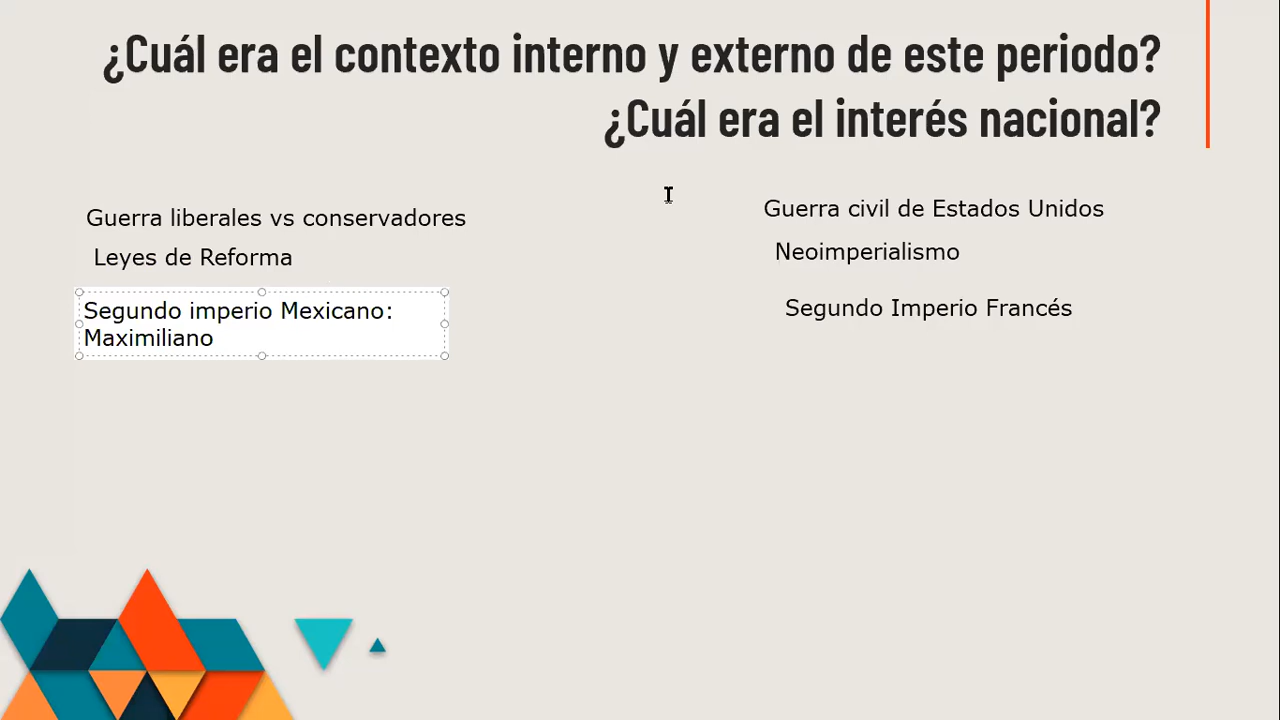 ¿Cuál era el contexto interno y externo de este periodo?
¿Cuál era el interés nacional?
Guerra liberales vs conservadores
Leyes de Reforma
Segundo imperio Mexicano:
Maximiliano
Guerra civil de Estados Unidos
Neoimperialismo
Segundo Imperio Francés